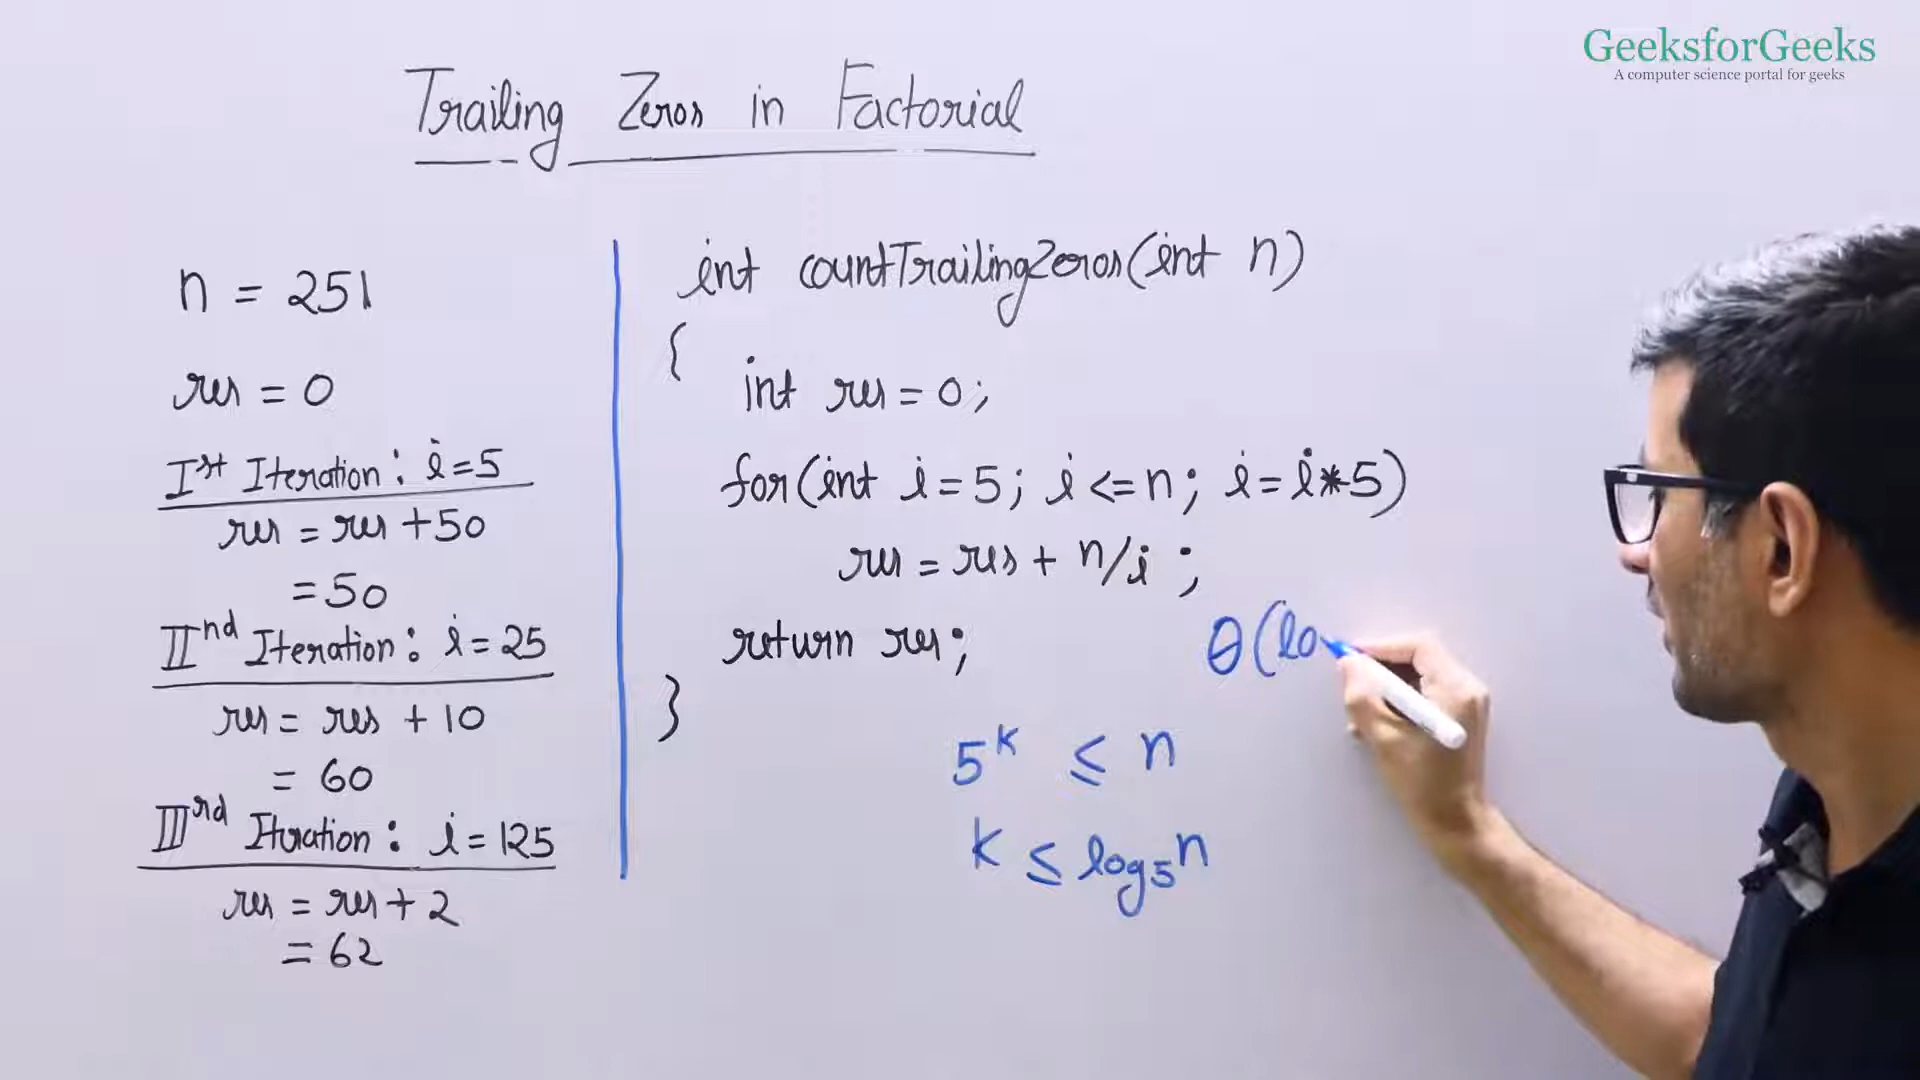 GeeksforGeeks
A computer science portal for geeks
Trailing Zeros in Factorial
n = 251
res = 0
Ist Iteration : i = 5
res = res + 50
= 50
IInd Iteration : i = 25
res = res + 10
= 60
IIIrd Iteration : i = 125
res = res + 2
= 62
int countTrailingZeros(int n)
{
int res = 0;
for(int i = 5; i <= n; i = i*5)
res = res + n/i ;
return res;
}
θ(lo
5^k ≤ n
k ≤ log₅n